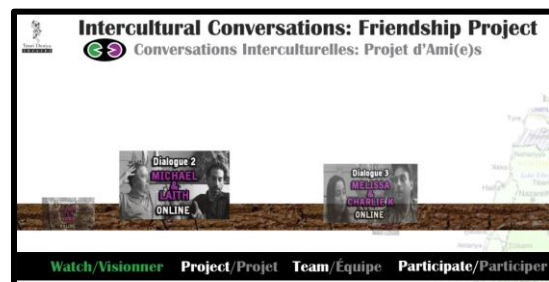 Intercultural Conversations: Friendship Project
Conversations Interculturelles: Projet d'Ami(e)s
Dialogue 2
MICHAEL
&
LAITH
ONLINE
Dialogue 3
MELISSA
&
CHARLIE K
ONLINE
Watch/Visionner Project/Projet Team/Équipe Participate/Participer